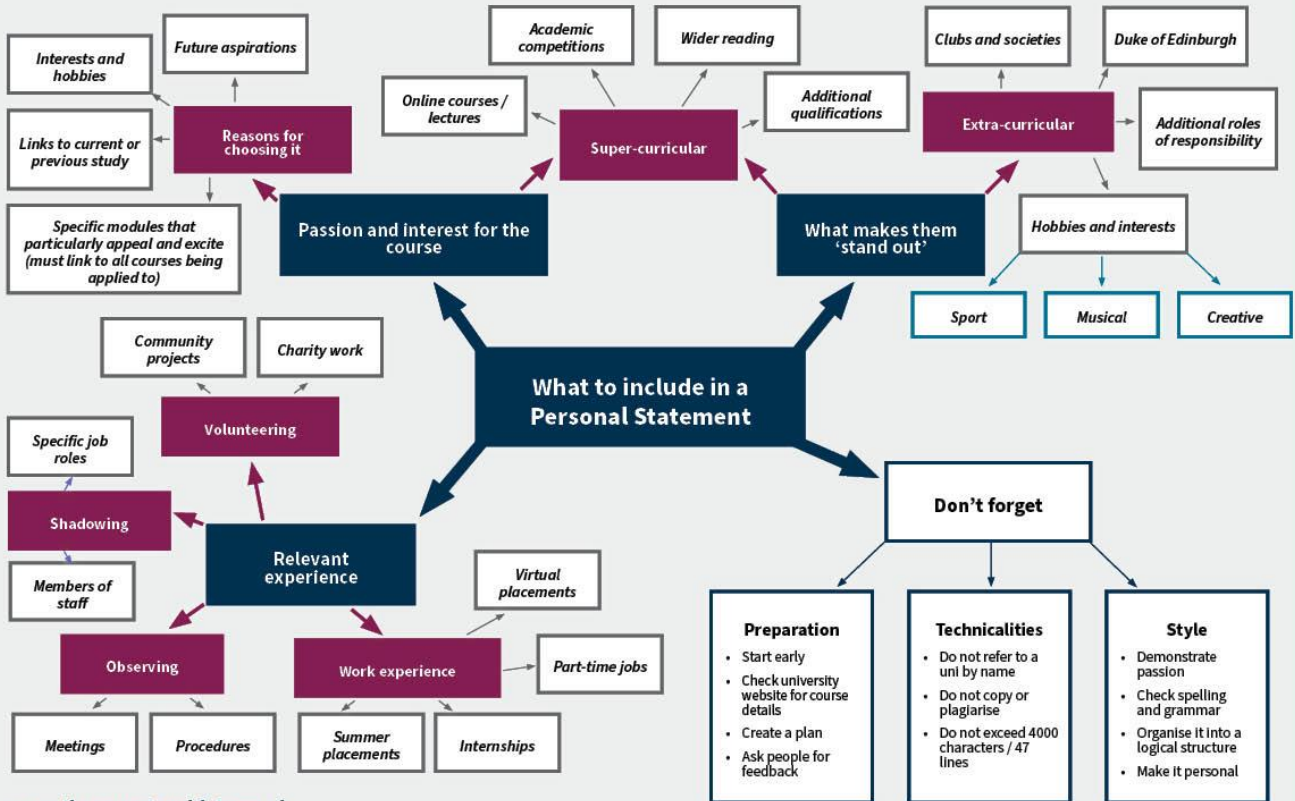 Academic
competitions
Wider reading
Clubs and societies
Duke of Edinburgh
Future aspirations
Interests and
hobbies
Online courses /
lectures
Additional
qualifications
Reasons for
choosing it
Super-curricular
Extra-curricular
Additional roles
of responsibility
Links to current or
previous study
Specific modules that
particularly appeal and excite
(must link to all courses being
applied to)
Passion and interest for the
course
What makes them
‘stand out’
Hobbies and interests
Sport
Musical
Creative
Community
projects
Charity work
What to include in a
Personal Statement
Volunteering
Specific job
roles
Shadowing
Members of
staff
Relevant
experience
Don’t forget
Virtual
placements
Observing
Work experience
Part-time jobs
Meetings
Procedures
Summer
placements
Internships
Preparation
• Start early
• Check university
website for course
details
• Create a plan
• Ask people for
feedback
Technicalities
• Do not refer to a
uni by name
• Do not copy or
plagiarise
• Do not exceed 4000
characters / 47
lines
Style
• Demonstrate
passion
• Check spelling
and grammar
• Organise it into a
logical structure
• Make it personal